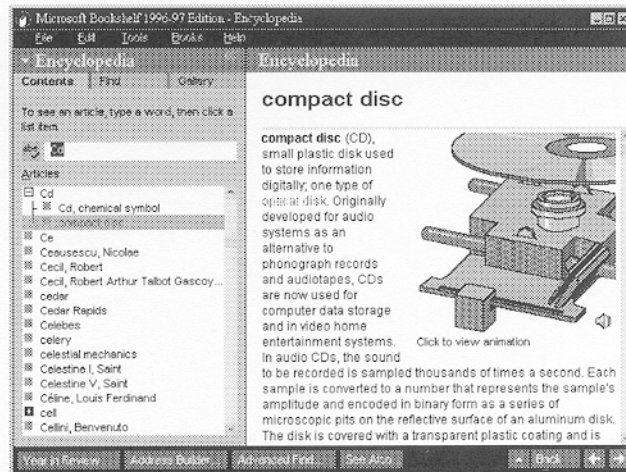 Microsoft Bookshelf 1996-97 Edition - Encyclopedia
File Edit Tools Books Help
Encyclopedia
Contents Find Gallery
To see an article, type a word, then click a
list item
abc Cd
Articles
Cd
Cd, chemical symbol
compact disc
Ce
Ceausescu, Nicolae
Cecil, Robert
Cecil, Robert Arthur Talbot Gascoy...
cedar
Cedar Rapids
Celebes
celery
celestial mechanics
Celestine I, Saint
Celestine V, Saint
Céline, Louis Ferdinand
cell
Cellini, Benvenuto
Encyclopedia
compact disc
compact disc (CD),
small plastic disk used
to store information
digitally; one type of
optical disk. Originally
developed for audio
systems as an
alternative to
phonograph records
and audiotapes, CDs
are now used for
computer data storage
and in video home
entertainment systems.
In audio CDs, the sound
Click to view animation
to be recorded is sampled thousands of times a second. Each
sample is converted to a number that represents the sample's
amplitude and encoded in binary form as a series of
microscopic pits on the reflective surface of an aluminum disk.
The disk is covered with a transparent plastic coating and is
Year in Review Address Builder... Advanced Find... See Also Back